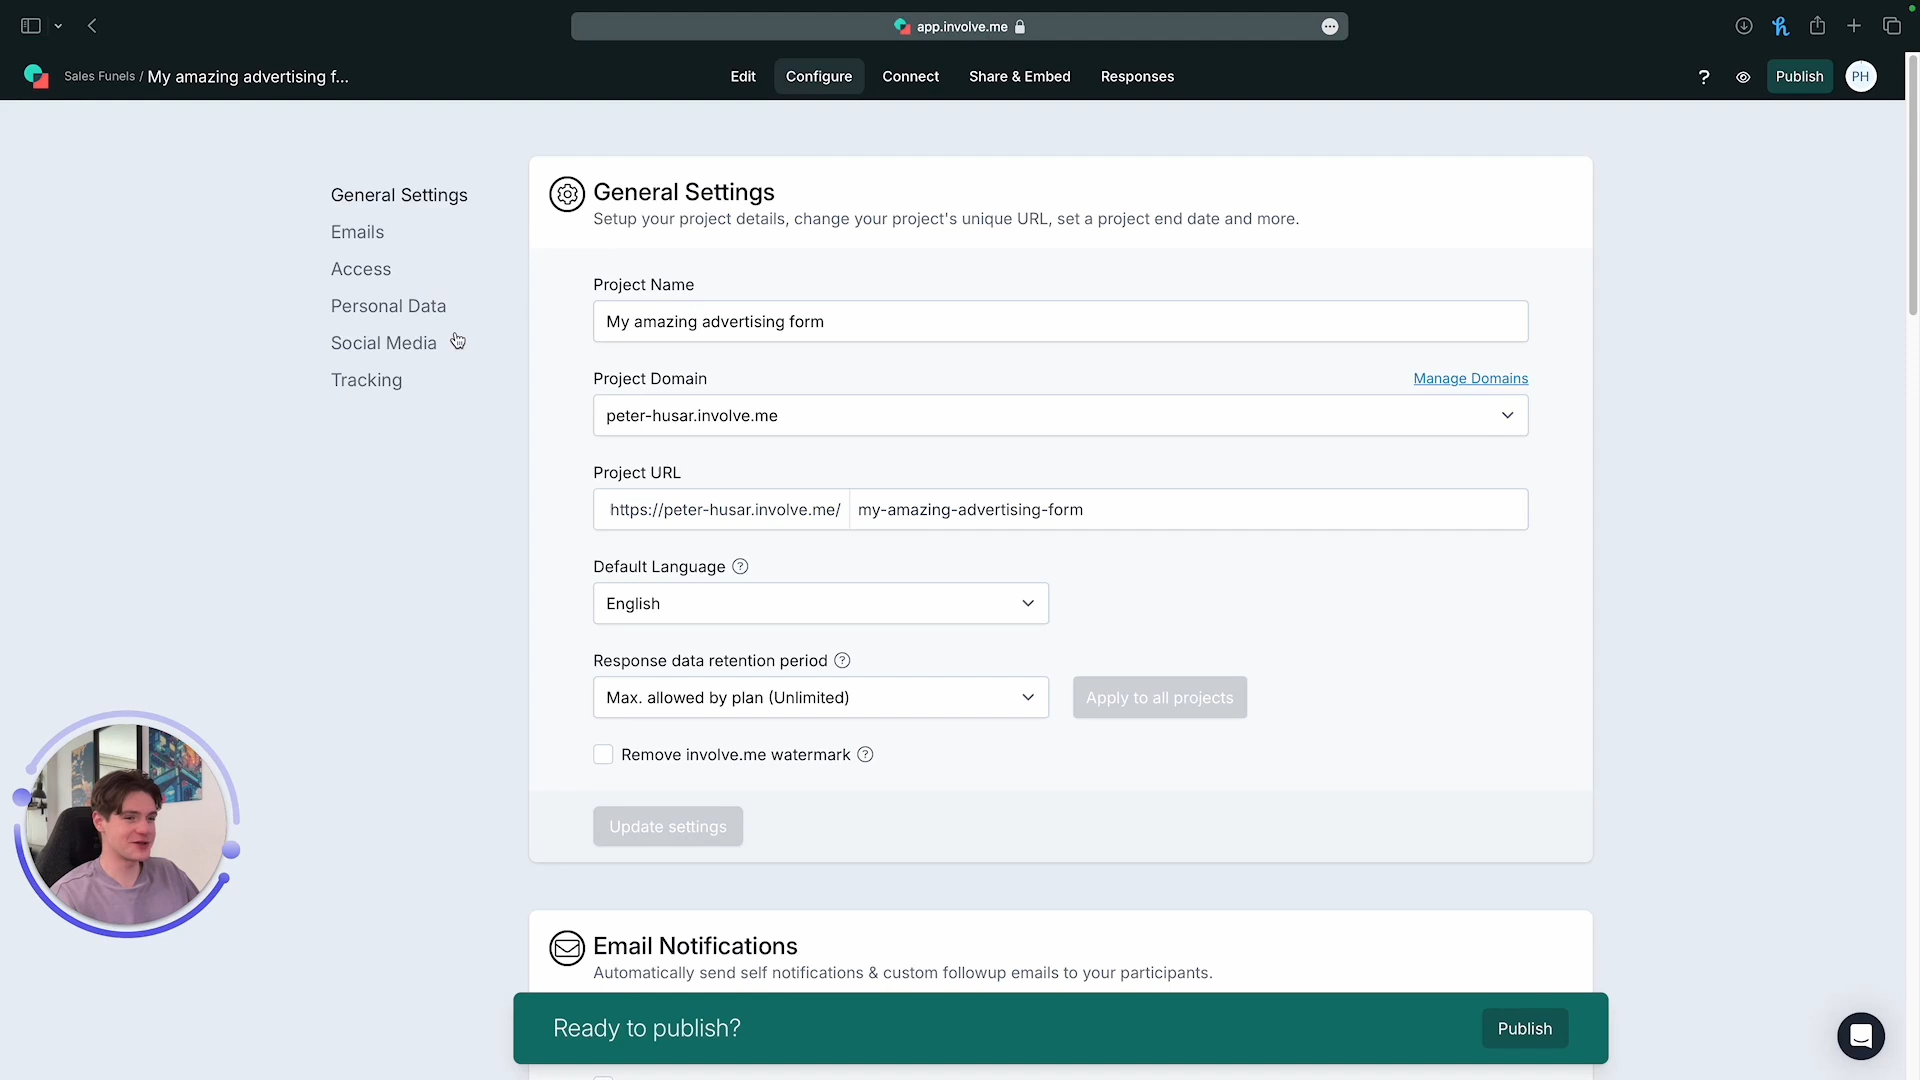 app.involve.me
Sales Funels / My amazing advertising f...
Edit
Configure
Connect
Share & Embed
Responses
?
Publish
PH
General Settings
Emails
Access
Personal Data
Social Media
Tracking
General Settings
Setup your project details, change your project's unique URL, set a project end date and more.
Project Name
My amazing advertising form
Project Domain
Manage Domains
peter-husar.involve.me
Project URL
https://peter-husar.involve.me/ my-amazing-advertising-form
Default Language ?
English
Response data retention period ?
Max. allowed by plan (Unlimited)
Apply to all projects
Remove involve.me watermark ?
Update settings
Email Notifications
Automatically send self notifications & custom followup emails to your participants.
Ready to publish?
Publish